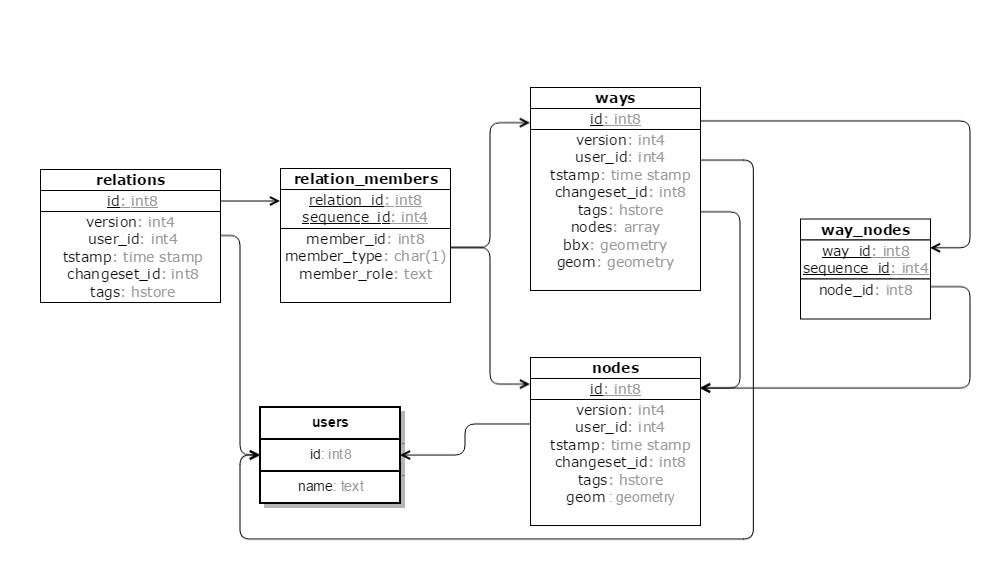 ways
id: int8
version: int4
user_id: int4
tstamp: time stamp
changeset_id: int8
tags: hstore
nodes: array
bbx: geometry
geom: geometry
relations
id: int8
version: int4
user_id: int4
tstamp: time stamp
changeset_id: int8
tags: hstore
relation_members
relation_id: int8
sequence_id: int4
member_id: int8
member_type: char(1)
member_role: text
way_nodes
way_id: int8
sequence_id: int4
node_id: int8
nodes
id: int8
version: int4
user_id: int4
tstamp: time stamp
changeset_id: int8
tags: hstore
geom : geometry
users
id: int8
name: text